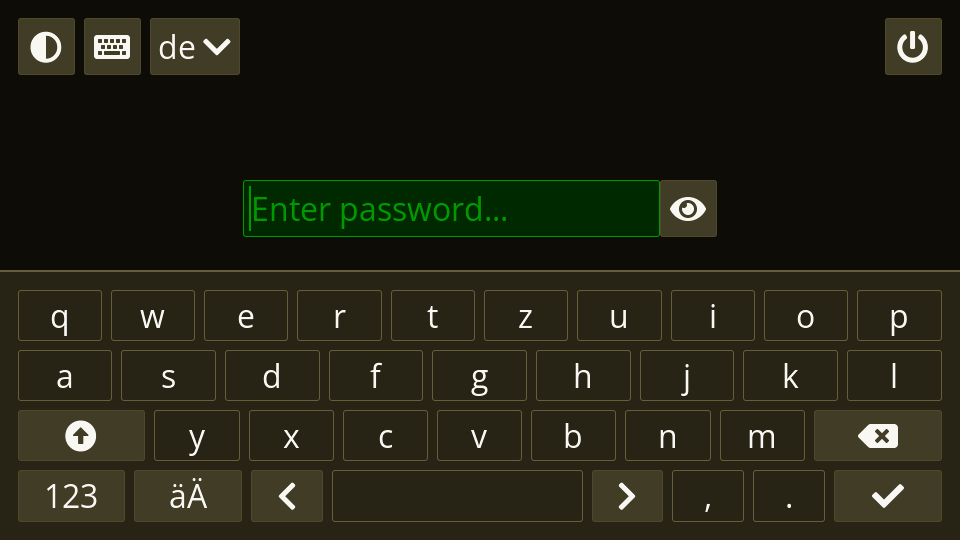 de
Enter password...
q w e r t z u i o p
a s d f g h j k l
y x c v b n m
123 äÄ , .